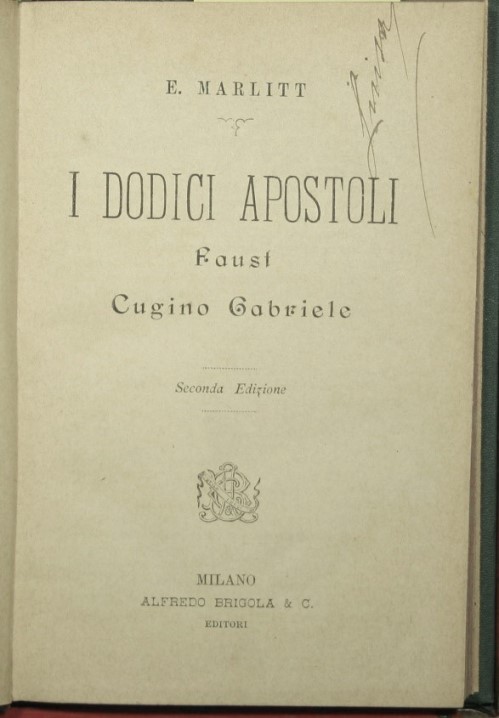 E. MARLITT
I DODICI APOSTOLI
Faust
Cugino Gabriele
Seconda Edizione
MILANO
ALFREDO BRIGOLA & C.
EDITORI